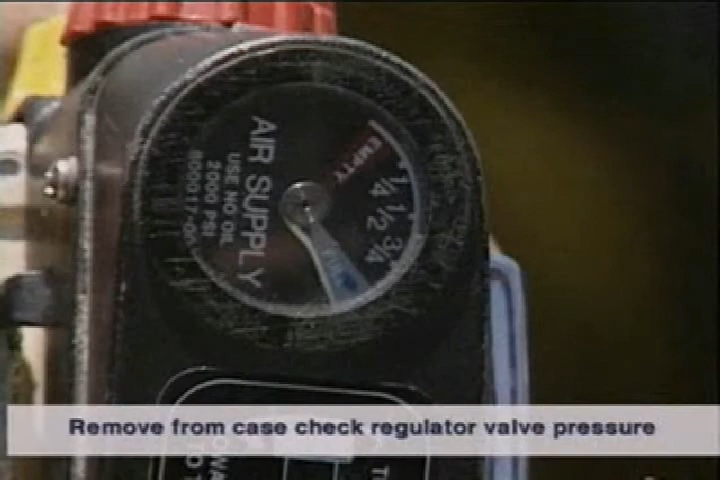 AIR SUPPLY
USE NO OIL
2000 PSI
EMPTY
1/4
1/2
3/4
Remove from case check regulator valve pressure